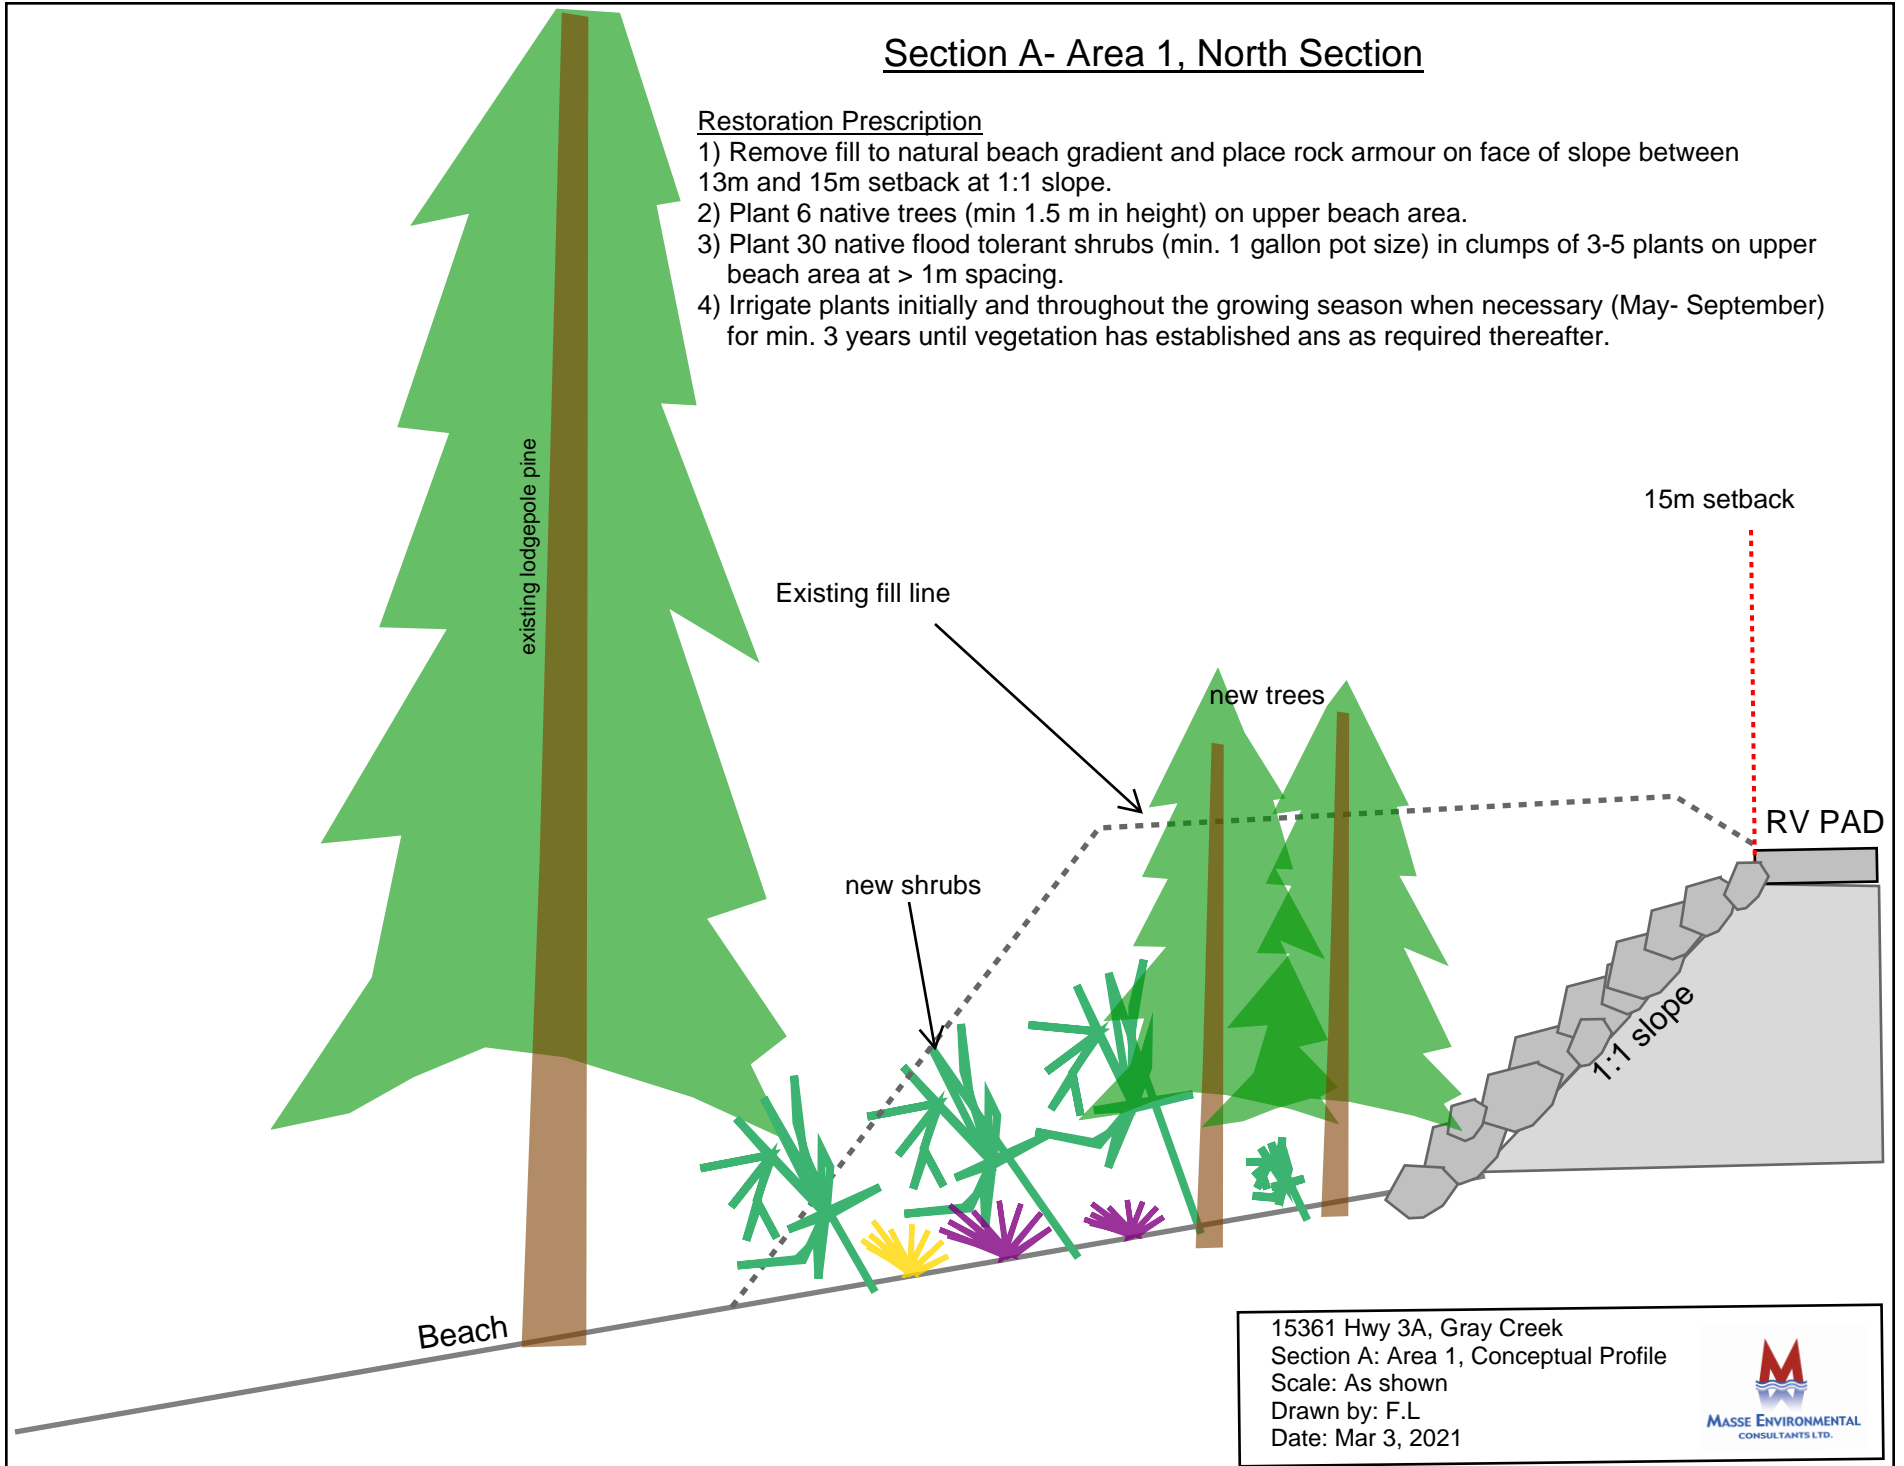 Section A- Area 1, North Section
Restoration Prescription
1) Remove fill to natural beach gradient and place rock armour on face of slope between
13m and 15m setback at 1:1 slope.
2) Plant 6 native trees (min 1.5 m in height) on upper beach area.
3) Plant 30 native flood tolerant shrubs (min. 1 gallon pot size) in clumps of 3-5 plants on upper
beach area at > 1m spacing.
4) Irrigate plants initially and throughout the growing season when necessary (May- September)
for min. 3 years until vegetation has established ans as required thereafter.
existing lodgepole pine
15m setback
Existing fill line
new trees
RV PAD
new shrubs
1:1 slope
Beach
15361 Hwy 3A, Gray Creek
Section A: Area 1, Conceptual Profile
Scale: As shown
Drawn by: F.L
Date: Mar 3, 2021
MASSE ENVIRONMENTAL
CONSULTANTS LTD.